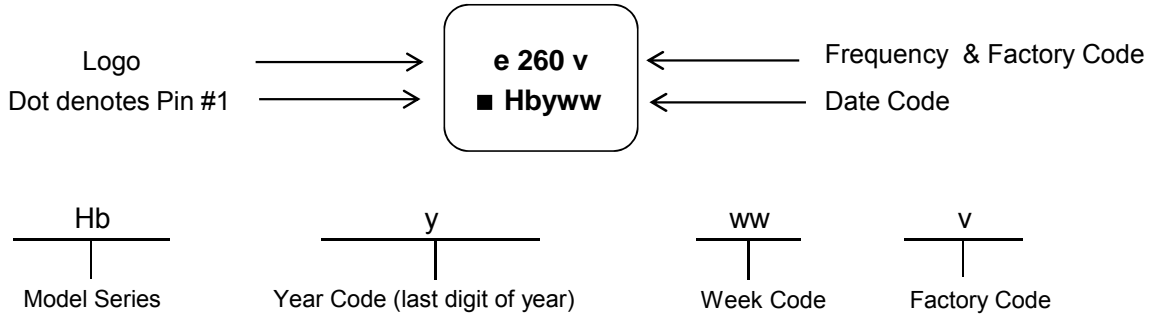 Logo
e 260 v
Frequency & Factory Code
Dot denotes Pin #1
■ Hbyww
Date Code
Hb
y
ww
v
Model Series
Year Code (last digit of year)
Week Code
Factory Code